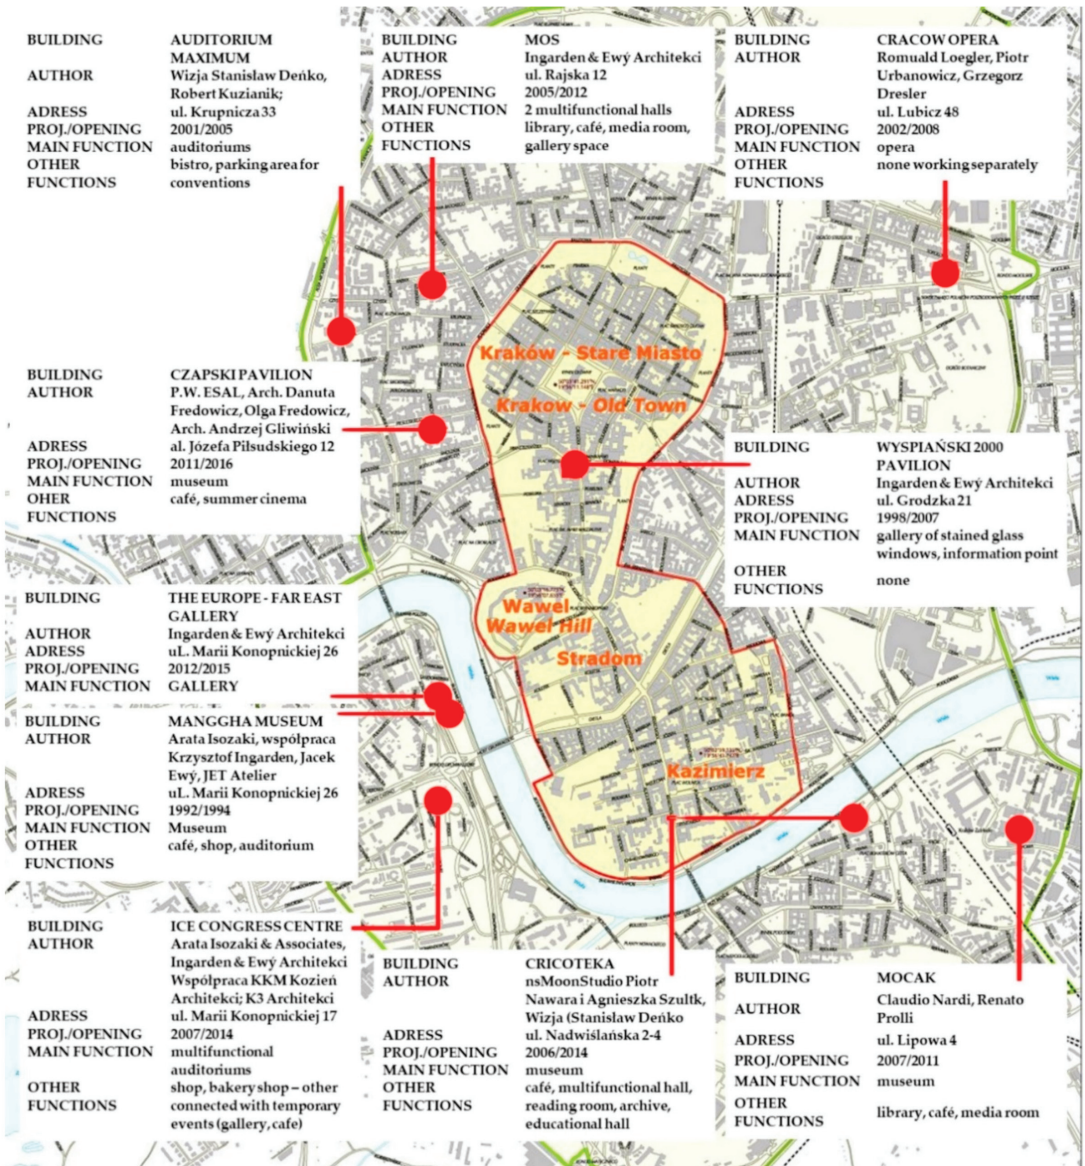 BUILDING AUDITORIUM
MAXIMUM
AUTHOR Wizja Stanisław Deńko,
Robert Kuzianik;
ADRESS ul. Krupnicza 33
PROJ./OPENING 2001/2005
MAIN FUNCTION auditoriums
OTHER bistro, parking area for
FUNCTIONS conventions
BUILDING MOS
AUTHOR Ingarden & Ewý Architekci
ADRESS ul. Rajska 12
PROJ./OPENING 2005/2012
MAIN FUNCTION 2 multifunctional halls
OTHER library, café, media room,
FUNCTIONS gallery space
BUILDING CRACOW OPERA
AUTHOR Romuald Loegler, Piotr
Urbanowicz, Grzegorz
Dresler
ADRESS ul. Lubicz 48
PROJ./OPENING 2002/2008
MAIN FUNCTION opera
OTHER none working separately
FUNCTIONS
Kraków - Stare Miasto
Krakow - Old Town
BUILDING CZAPSKI PAVILION
AUTHOR P.W. ESAL, Arch. Danuta
Fredowicz, Olga Fredowicz,
Arch. Andrzej Gliwiński
ADRESS al. Józefa Piłsudskiego 12
PROJ./OPENING 2011/2016
MAIN FUNCTION museum
OHER café, summer cinema
FUNCTIONS
BUILDING WYSPIAŃSKI 2000
PAVILION
AUTHOR Ingarden & Ewý Architekci
ADRESS ul. Grodzka 21
PROJ./OPENING 1998/2007
MAIN FUNCTION gallery of stained glass
windows, information point
OTHER
FUNCTIONS none
Wawel
Wawel Hill
Stradom
Kazimierz
BUILDING THE EUROPE - FAR EAST
GALLERY
AUTHOR Ingarden & Ewý Architekci
ADRESS uL. Marii Konopnickiej 26
PROJ./OPENING 2012/2015
MAIN FUNCTION GALLERY
BUILDING MANGGHA MUSEUM
AUTHOR Arata Isozaki, współpraca
Krzysztof Ingarden, Jacek
Ewý, JET Atelier
ADRESS uL. Marii Konopnickiej 26
PROJ./OPENING 1992/1994
MAIN FUNCTION Museum
OTHER café, shop, auditorium
FUNCTIONS
BUILDING ICE CONGRESS CENTRE
AUTHOR Arata Isozaki & Associates,
Ingarden & Ewý Architekci
Współpraca KKM Kozień
Architekci; K3 Architekci
ADRESS ul. Marii Konopnickiej 17
PROJ./OPENING 2007/2014
MAIN FUNCTION multifunctional
auditoriums
OTHER shop, bakery shop – other
FUNCTIONS connected with temporary
events (gallery, cafe)
BUILDING CRICOTEKA
AUTHOR nsMoonStudio Piotr
Nawara i Agnieszka Szultk,
Wizja (Stanisław Deńko
ADRESS ul. Nadwiślańska 2-4
PROJ./OPENING 2006/2014
MAIN FUNCTION museum
OTHER café, multifunctional hall,
FUNCTIONS reading room, archive,
educational hall
BUILDING MOCAK
AUTHOR Claudio Nardi, Renato
Prolli
ADRESS ul. Lipowa 4
PROJ./OPENING 2007/2011
MAIN FUNCTION museum
OTHER
FUNCTIONS library, café, media room